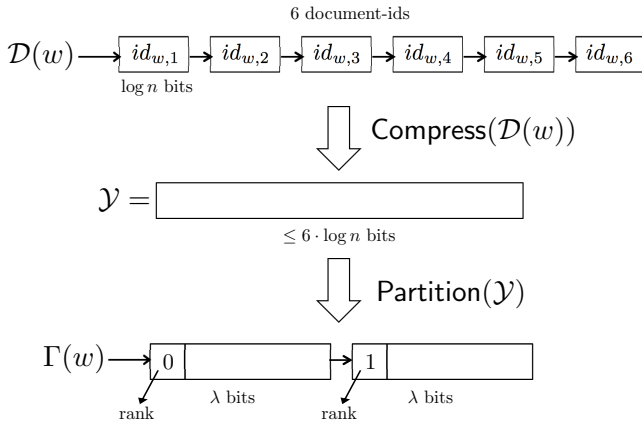 6 document-ids
𝒟(w) id_{w,1} id_{w,2} id_{w,3} id_{w,4} id_{w,5} id_{w,6}
log n bits
Compress(𝒟(w))
𝒴 =
≤ 6 · log n bits
Partition(𝒴)
Γ(w) 0 1
rank λ bits rank λ bits